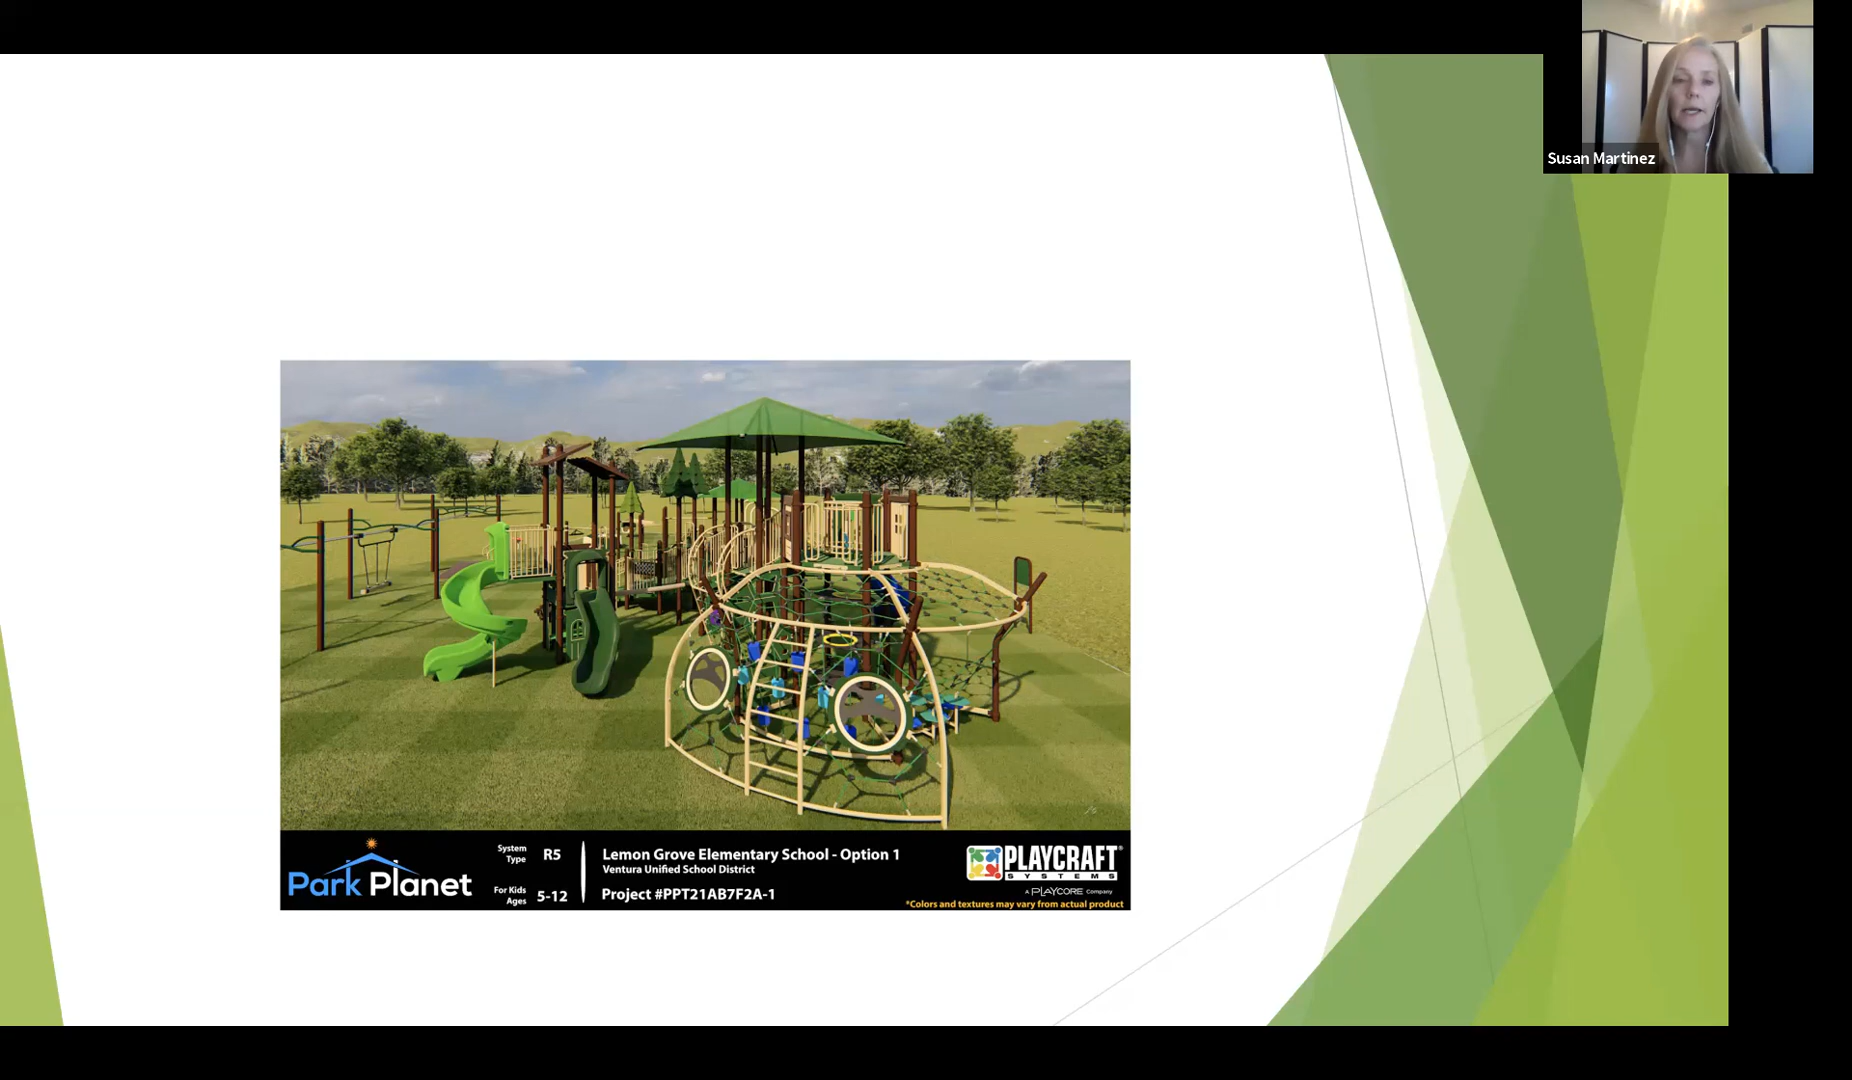 Susan Martinez
Park Planet
System Type R5
For Kids Ages 5-12
Lemon Grove Elementary School - Option 1
Ventura Unified School District
Project #PPT21AB7F2A-1
PLAYCRAFT®
SYSTEMS
A PLAYCORE Company
*Colors and textures may vary from actual product